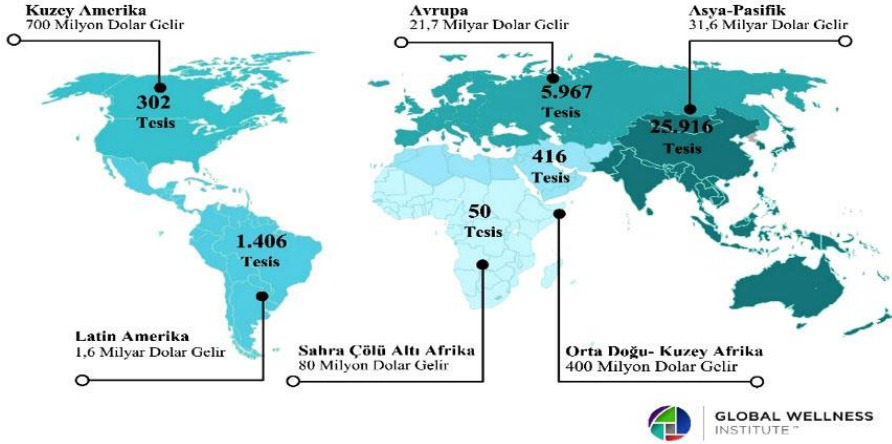 Kuzey Amerika
700 Milyon Dolar Gelir
Avrupa
21,7 Milyar Dolar Gelir
Asya-Pasifik
31,6 Milyar Dolar Gelir
302
Tesis
5.967
Tesis
25.916
Tesis
416
Tesis
50
Tesis
1.406
Tesis
Latin Amerika
1,6 Milyar Dolar Gelir
Sahra Çölü Altı Afrika
80 Milyon Dolar Gelir
Orta Doğu- Kuzey Afrika
400 Milyon Dolar Gelir
GLOBAL WELLNESS
INSTITUTE™